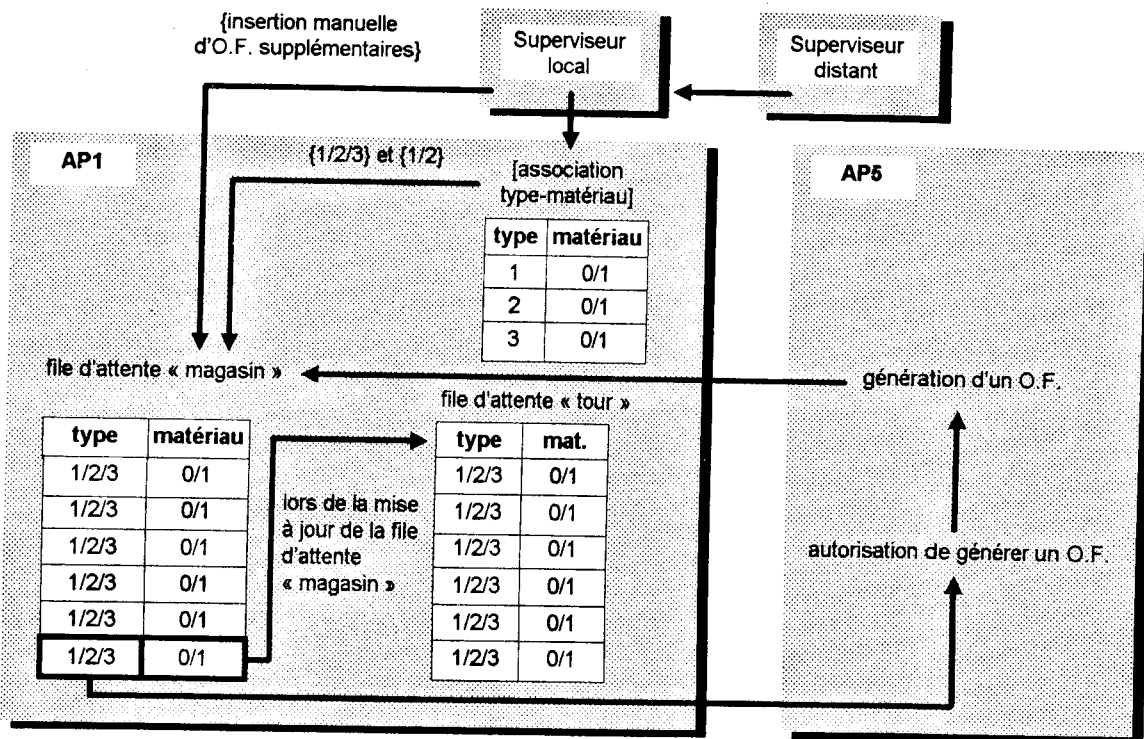 {insertion manuelle
d'O.F. supplémentaires}
Superviseur
local
Superviseur
distant
AP1
{1/2/3} et {1/2}
[association
type-matériau]
type matériau
1 0/1
2 0/1
3 0/1
AP5
file d'attente « magasin »
génération d'un O.F.
file d'attente « tour »
type matériau
1/2/3 0/1
1/2/3 0/1
1/2/3 0/1
1/2/3 0/1
1/2/3 0/1
1/2/3 0/1
lors de la mise
à jour de la file
d'attente
« magasin »
type mat.
1/2/3 0/1
1/2/3 0/1
1/2/3 0/1
1/2/3 0/1
1/2/3 0/1
1/2/3 0/1
autorisation de générer un O.F.